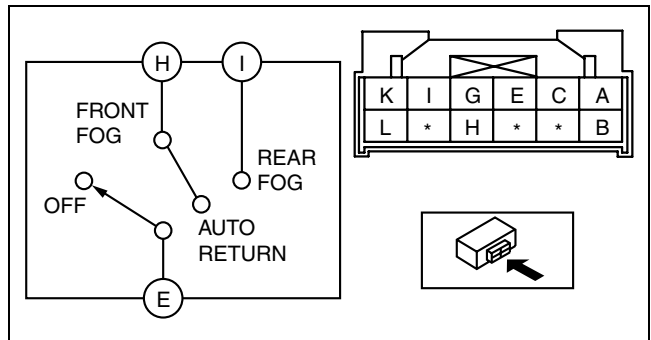 H
I
FRONT
FOG
REAR
FOG
OFF
AUTO
RETURN
E
K I G E C A
L * H * * B